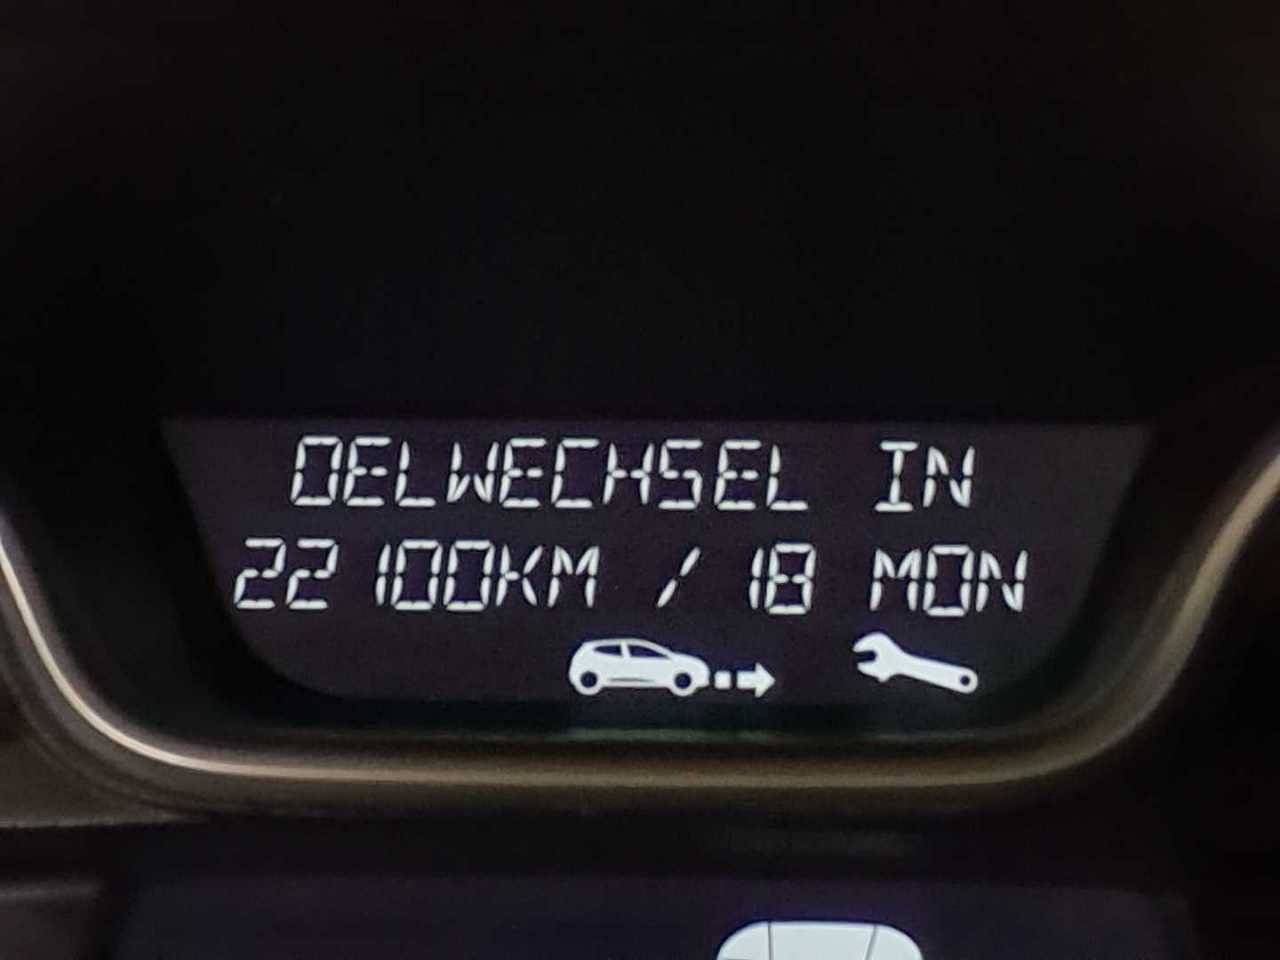 OELWECHSEL IN
22 100KM / 18 MON